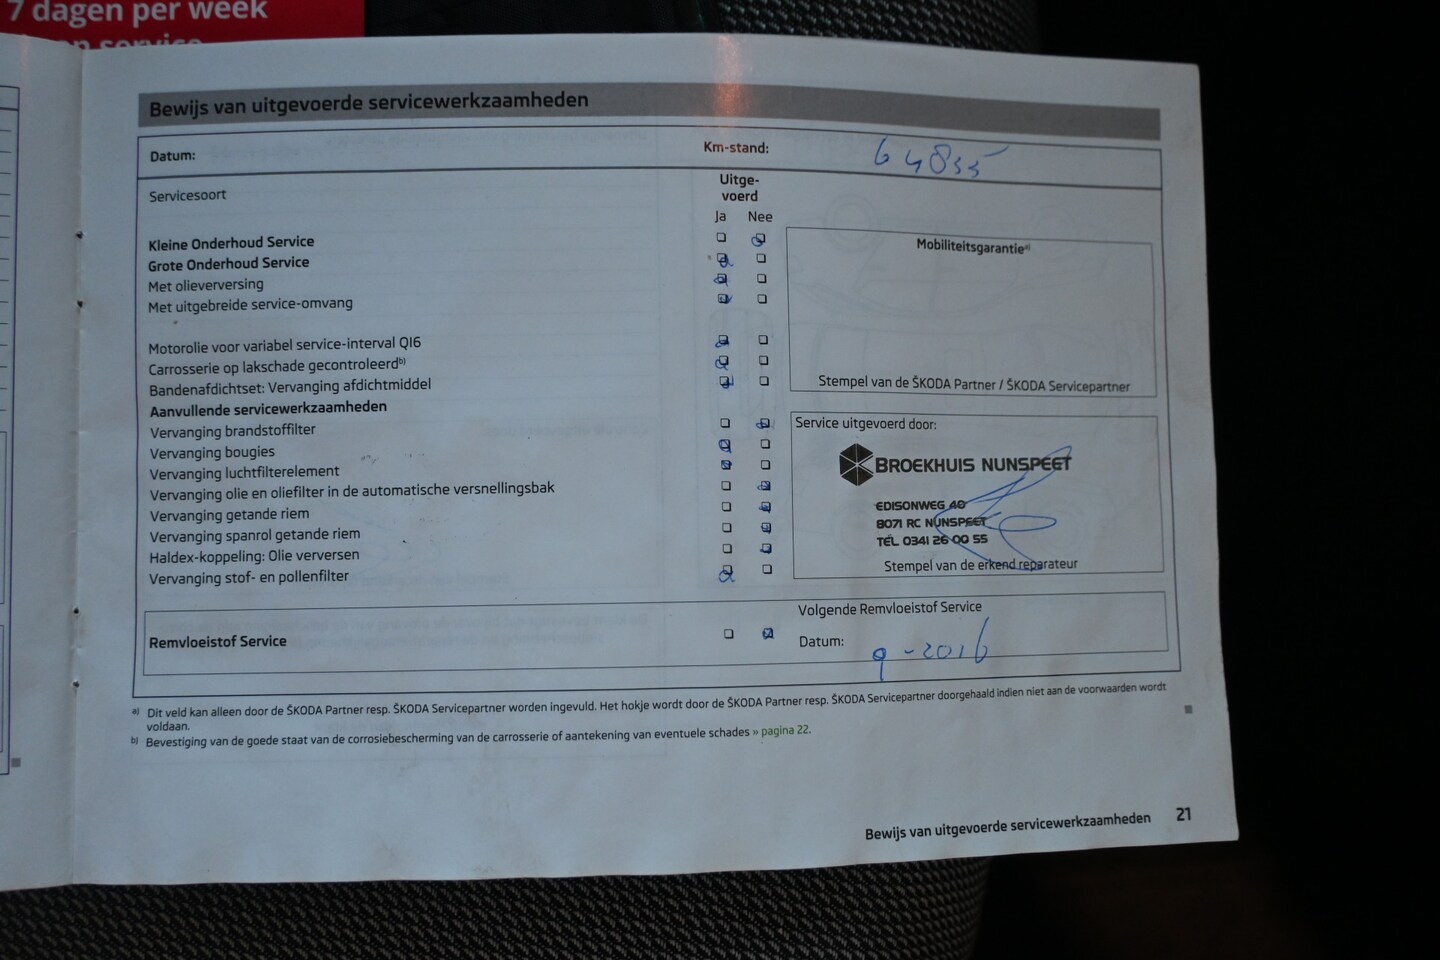 7 dagen per week
Bewijs van uitgevoerde servicewerkzaamheden
Datum:
Km-stand:
64855
Servicesoort
Uitge-
voerd
Ja Nee
Kleine Onderhoud Service
Grote Onderhoud Service
Met olieverversing
Met uitgebreide service-omvang
Motorolie voor variabel service-interval QI6
Carrosserie op lakschade gecontroleerd b)
Bandenafdichtset: Vervanging afdichtmiddel
Aanvullende servicewerkzaamheden
Vervanging brandstoffilter
Vervanging bougies
Vervanging luchtfilterelement
Vervanging olie en oliefilter in de automatische versnellingsbak
Vervanging getande riem
Vervanging spanrol getande riem
Haldex-koppeling: Olie verversen
Vervanging stof- en pollenfilter
Mobiliteitsgarantie a)
Stempel van de ŠKODA Partner / ŠKODA Servicepartner
Service uitgevoerd door:
BROEKHUIS NUNSPEET
EDISONWEG 40
8071 RC NUNSPEET
TEL 0341 26 00 55
Stempel van de erkend reparateur
Remvloeistof Service
Volgende Remvloeistof Service
Datum:
9-2016
a) Dit veld kan alleen door de ŠKODA Partner resp. ŠKODA Servicepartner worden ingevuld. Het hokje wordt door de ŠKODA Partner resp. ŠKODA Servicepartner doorgehaald indien niet aan de voorwaarden wordt
voldaan.
b) Bevestiging van de goede staat van de corrosiebescherming van de carrosserie of aantekening van eventuele schades » pagina 22.
Bewijs van uitgevoerde servicewerkzaamheden 21